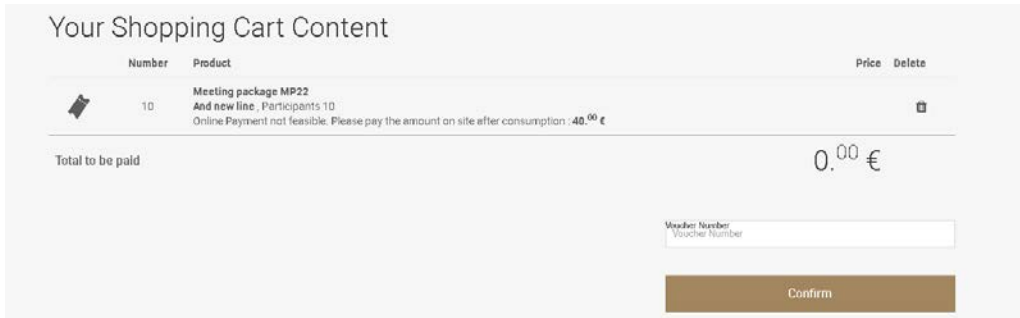 Your Shopping Cart Content
Number Product Price Delete
Meeting package MP22
10 And new line , Participants 10
Online Payment not feasible. Please pay the amount on site after consumption : 40.00 €
Total to be paid 0.00 €
Voucher Number
Voucher Number
Confirm